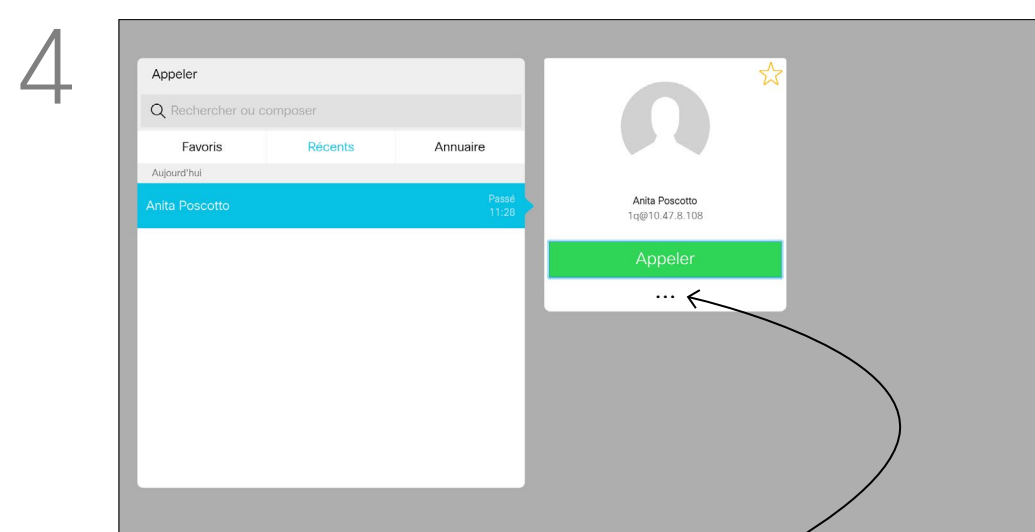 4
Appeler
Rechercher ou composer
Favoris Récents Annuaire
Aujourd'hui
Anita Poscotto Passé
11:28
Anita Poscotto
1q@10.47.8.108
Appeler
...